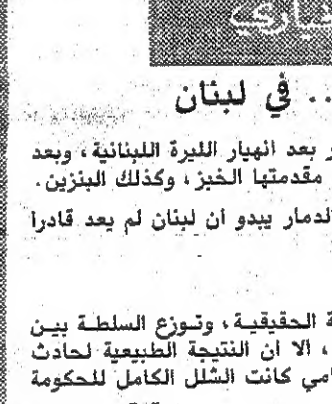 .. في لبنان
بعد انهيار الليرة اللبنانية ، وبعد
مقدمتها الخبز ، وكذلك البنزين .
لدمار يبدو ان لبنان لم يعد قادرا
ة الحقيقية ، وتوزع السلطة بين
، الا ان النتيجة الطبيعية لحادث
امي كانت الشلل الكامل للحكومة